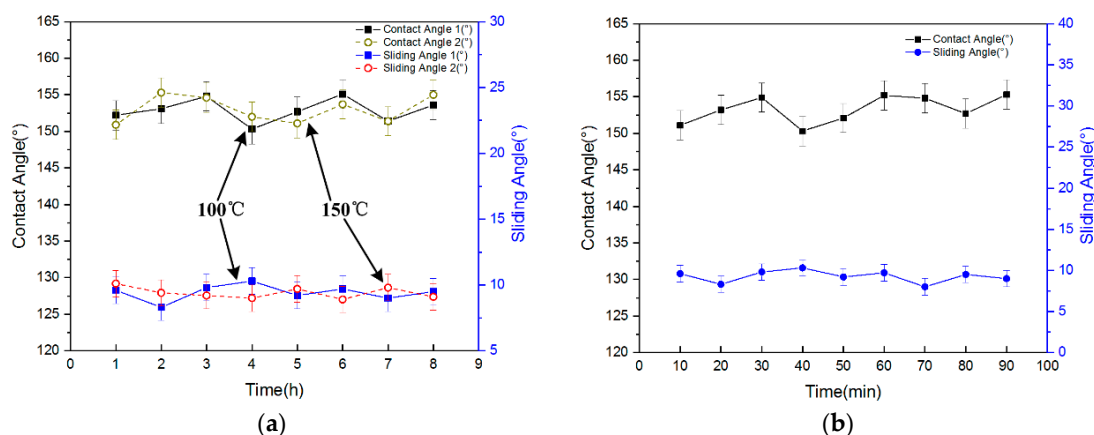 165
160
155
150
145
140
135
130
125
120
Contact Angle(°)
Contact Angle 1(°)
Contact Angle 2(°)
Sliding Angle 1(°)
Sliding Angle 2(°)
100℃
150℃
30
25
20
15
10
5
Sliding Angle(°)
0 1 2 3 4 5 6 7 8 9
Time(h)
(a)
165
160
155
150
145
140
135
130
125
120
Contact Angle(°)
Contact Angle(°)
Sliding Angle(°)
40
35
30
25
20
15
10
5
0
Sliding Angle(°)
0 10 20 30 40 50 60 70 80 90 100
Time(min)
(b)